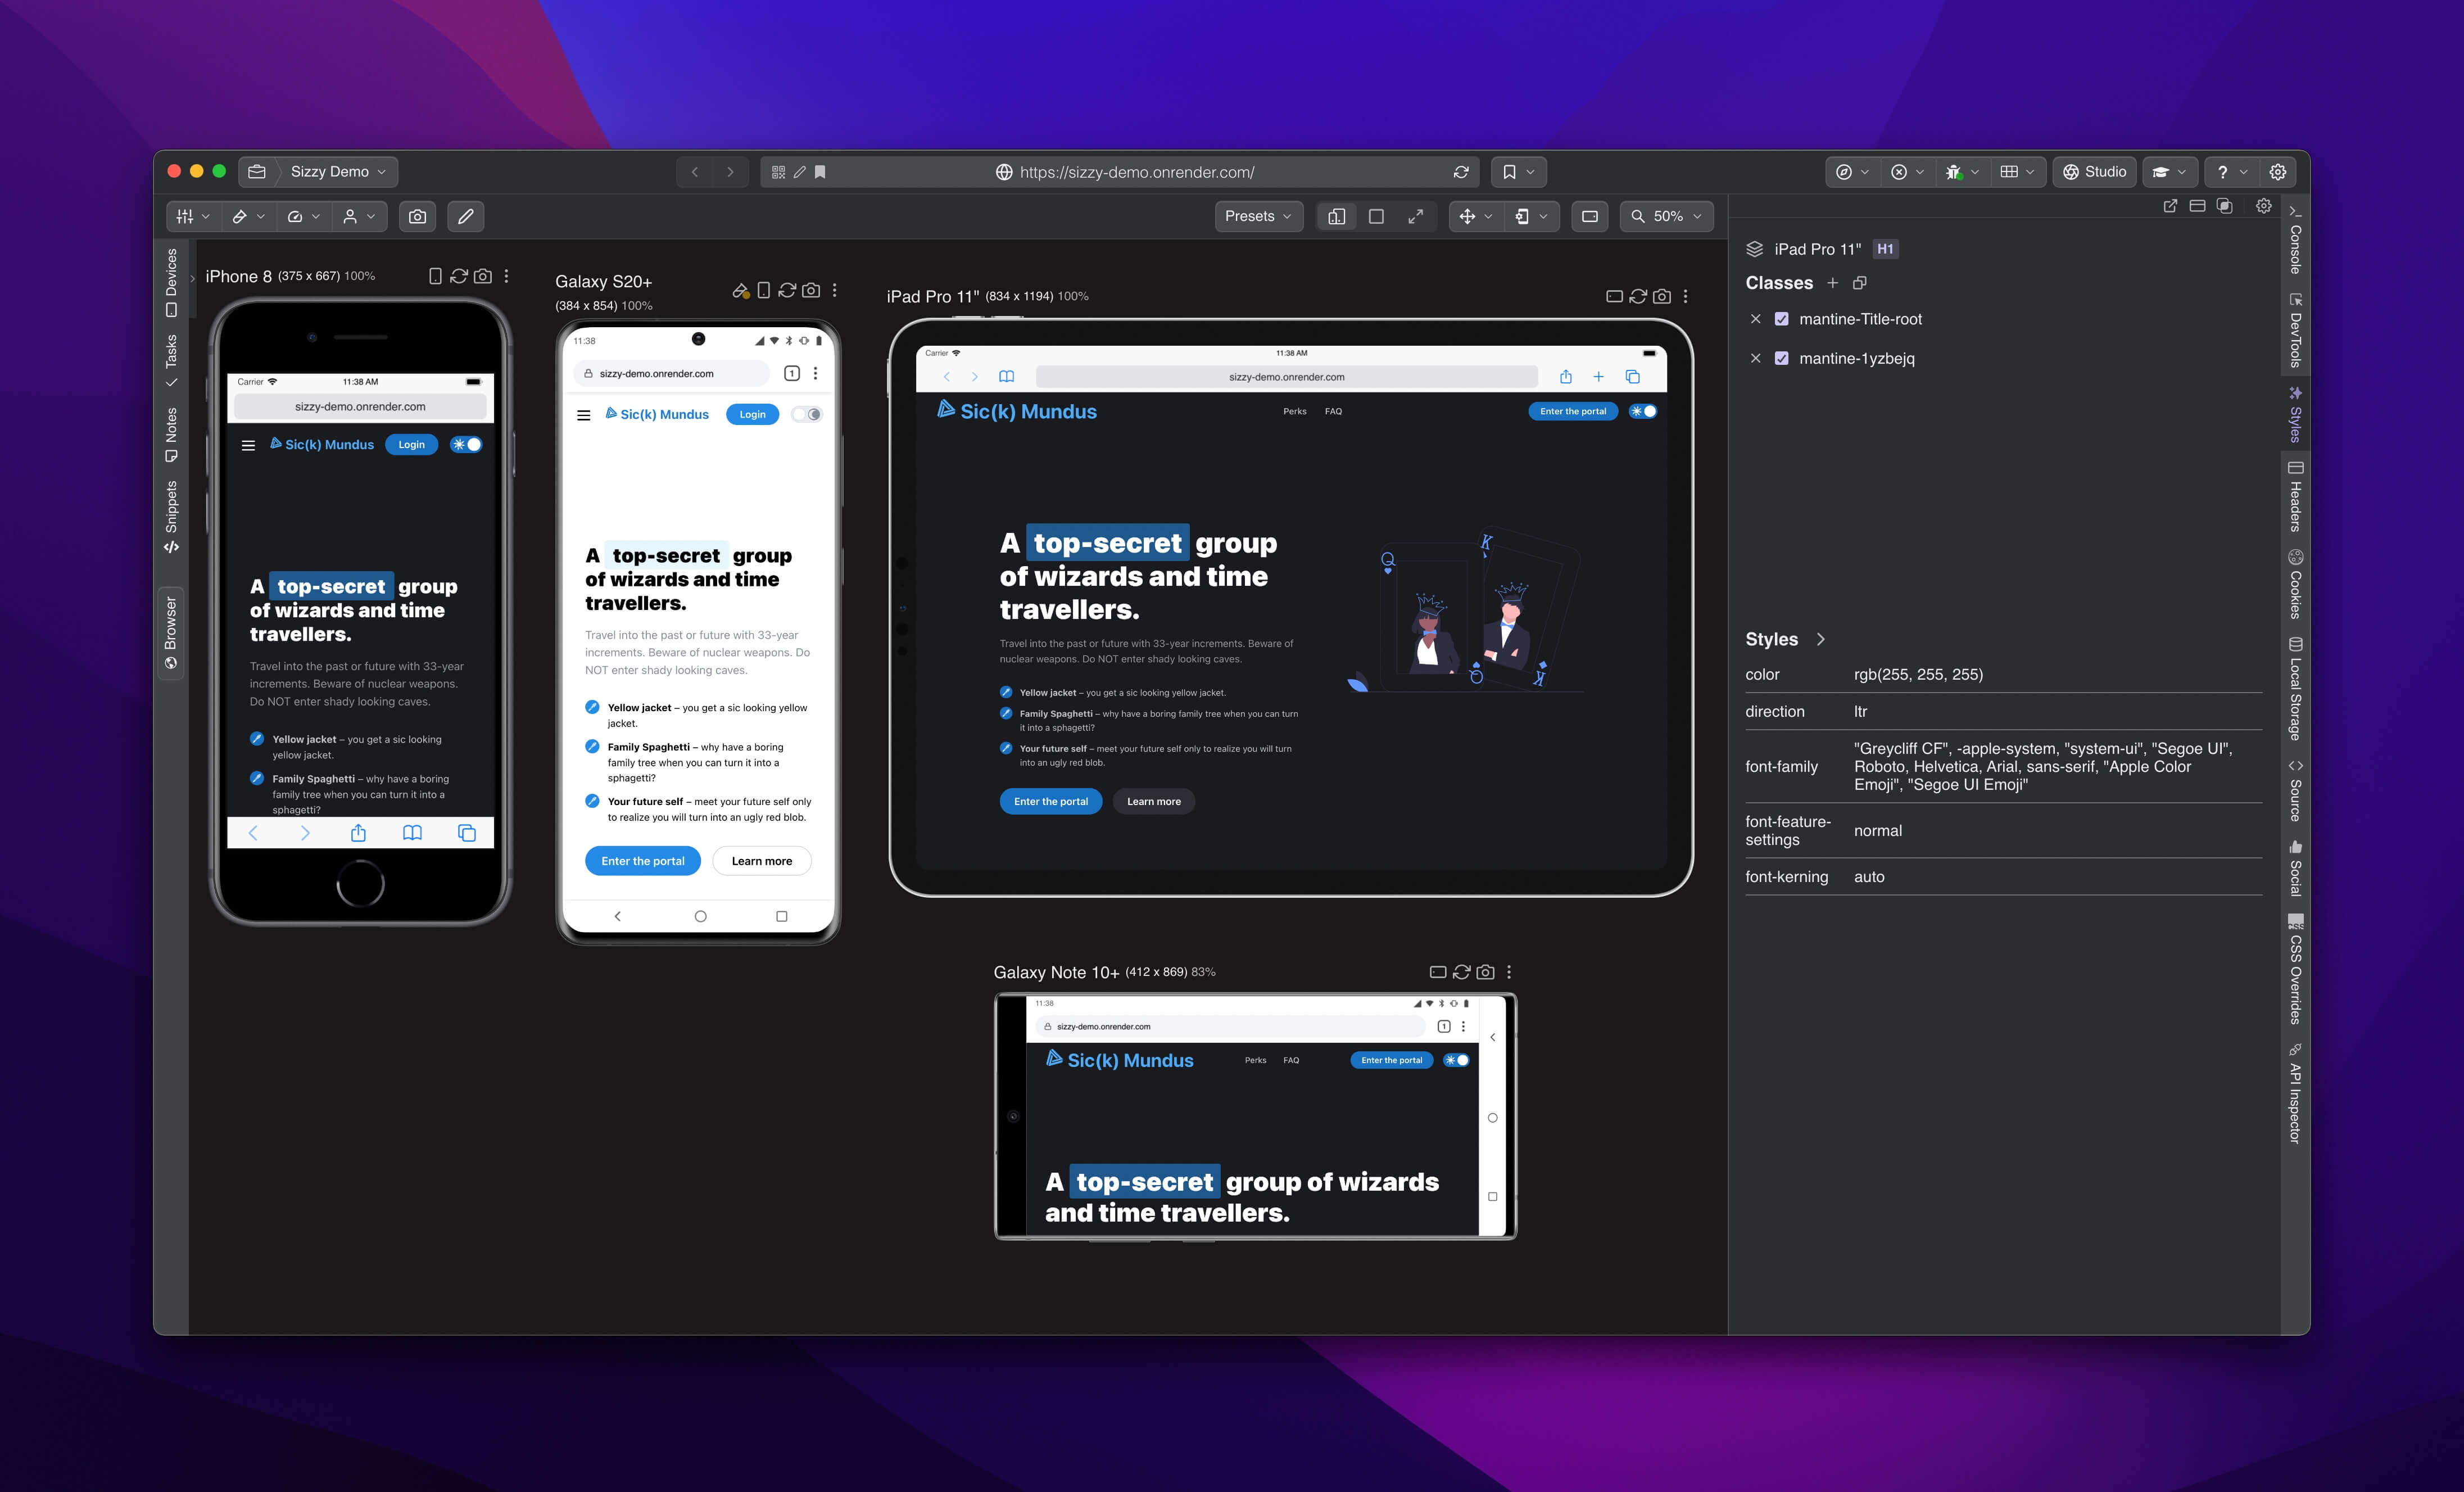 Sizzy Demo
https://sizzy-demo.onrender.com/
Studio
?
Presets
50%
Devices
Tasks
Notes
Snippets
Browser
iPhone 8 (375 x 667) 100%
Carrier
11:38 AM
sizzy-demo.onrender.com
Sic(k) Mundus
Login
A top-secret group
of wizards and time
travellers.
Travel into the past or future with 33-year
increments. Beware of nuclear weapons.
Do NOT enter shady looking caves.
Yellow jacket – you get a sic looking
yellow jacket.
Family Spaghetti – why have a boring
family tree when you can turn it into a
sphagetti?
Galaxy S20+
(384 x 854) 100%
11:38
sizzy-demo.onrender.com
1
Sic(k) Mundus
Login
A top-secret group
of wizards and time
travellers.
Travel into the past or future with 33-year
increments. Beware of nuclear weapons. Do
NOT enter shady looking caves.
Yellow jacket – you get a sic looking yellow
jacket.
Family Spaghetti – why have a boring
family tree when you can turn it into a
sphagetti?
Your future self – meet your future self only
to realize you will turn into an ugly red blob.
Enter the portal
Learn more
iPad Pro 11" (834 x 1194) 100%
Carrier
11:38 AM
sizzy-demo.onrender.com
Sic(k) Mundus
Perks
FAQ
Enter the portal
A top-secret group
of wizards and time
travellers.
Travel into the past or future with 33-year increments. Beware of
nuclear weapons. Do NOT enter shady looking caves.
Yellow jacket – you get a sic looking yellow jacket.
Family Spaghetti – why have a boring family tree when you can turn
it into a sphagetti?
Your future self – meet your future self only to realize you will turn
into an ugly red blob.
Enter the portal
Learn more
Q
K
Q
K
Galaxy Note 10+ (412 x 869) 83%
11:38
sizzy-demo.onrender.com
1
Sic(k) Mundus
Perks
FAQ
Enter the portal
A top-secret group of wizards
and time travellers.
iPad Pro 11" H1
Classes
mantine-Title-root
mantine-1yzbejq
Styles
color rgb(255, 255, 255)
direction ltr
font-family "Greycliff CF", -apple-system, "system-ui", "Segoe UI",
Roboto, Helvetica, Arial, sans-serif, "Apple Color
Emoji", "Segoe UI Emoji"
font-feature-
settings normal
font-kerning auto
Console
DevTools
Styles
Headers
Cookies
Local Storage
Source
Social
CSS Overrides
API Inspector